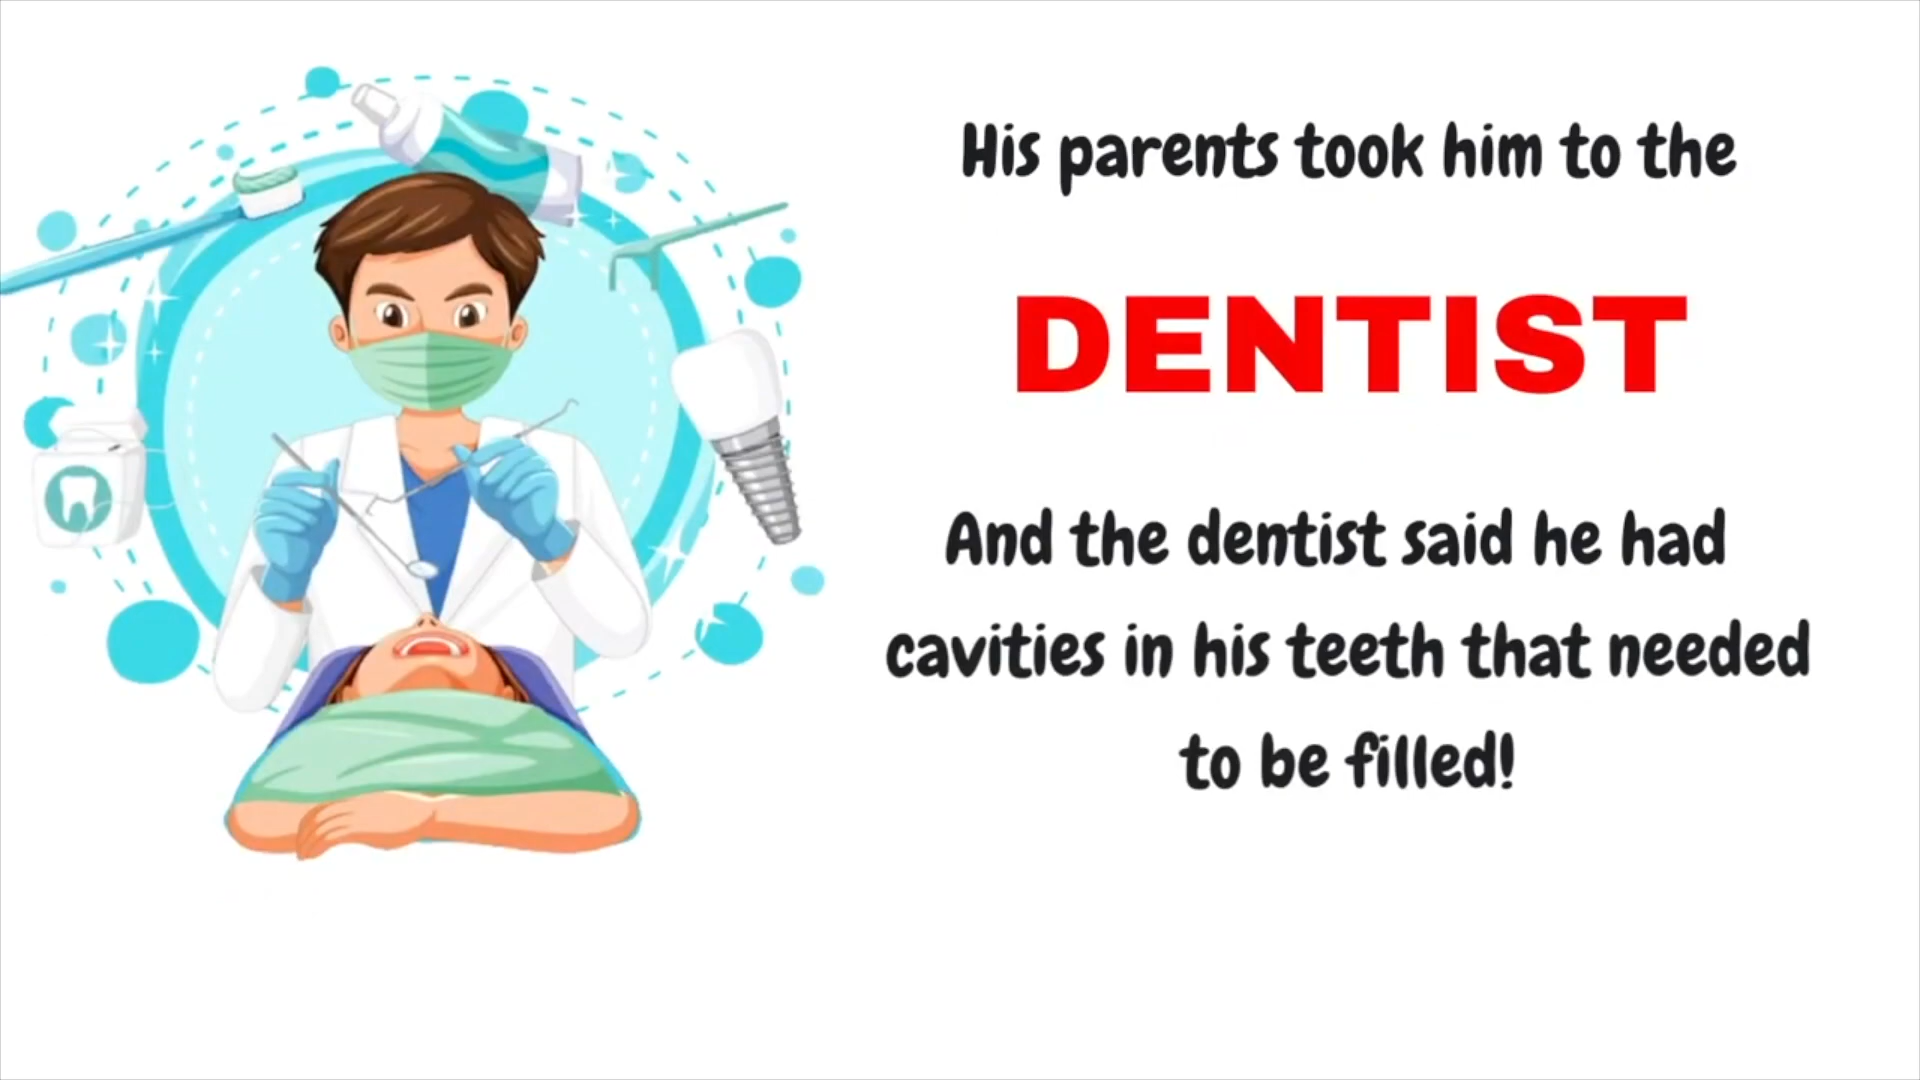 His parents took him to the
DENTIST
And the dentist said he had
cavities in his teeth that needed
to be filled!